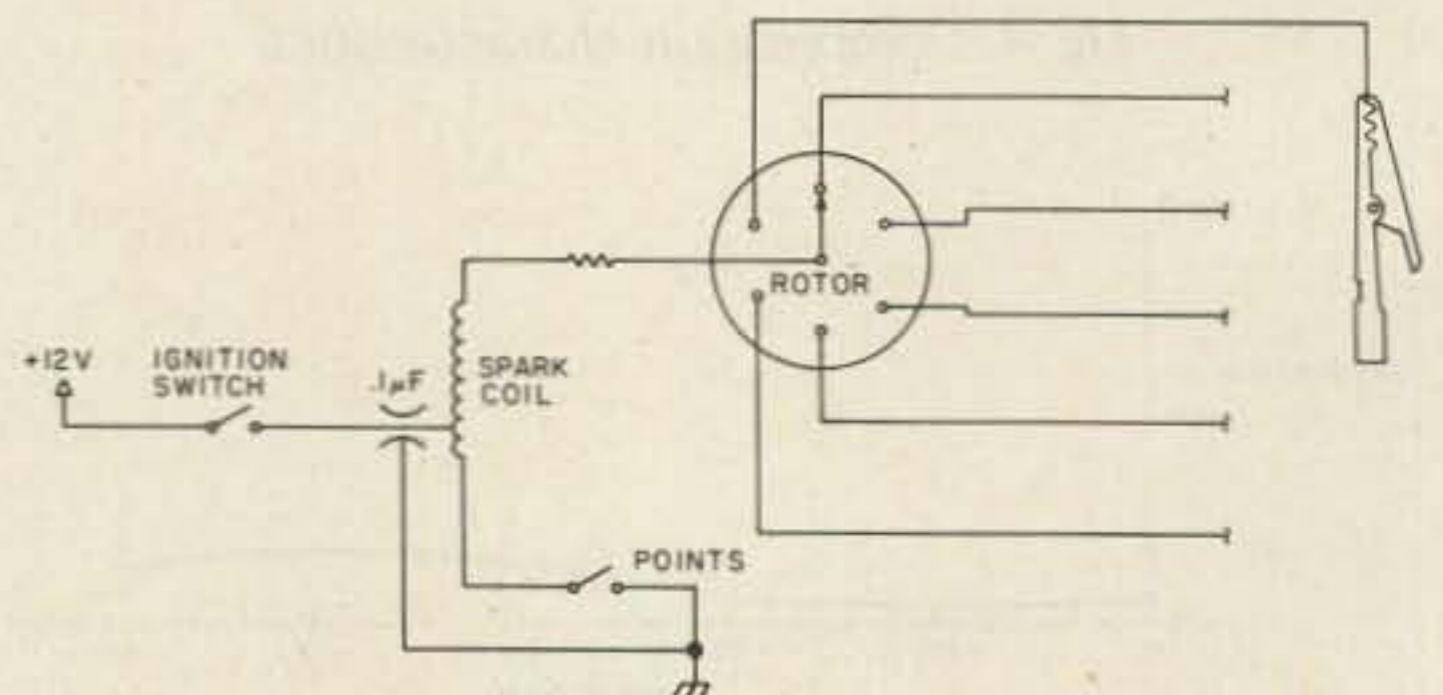 ROTOR
+12V
IGNITION
SWITCH
.1µF
SPARK
COIL
POINTS